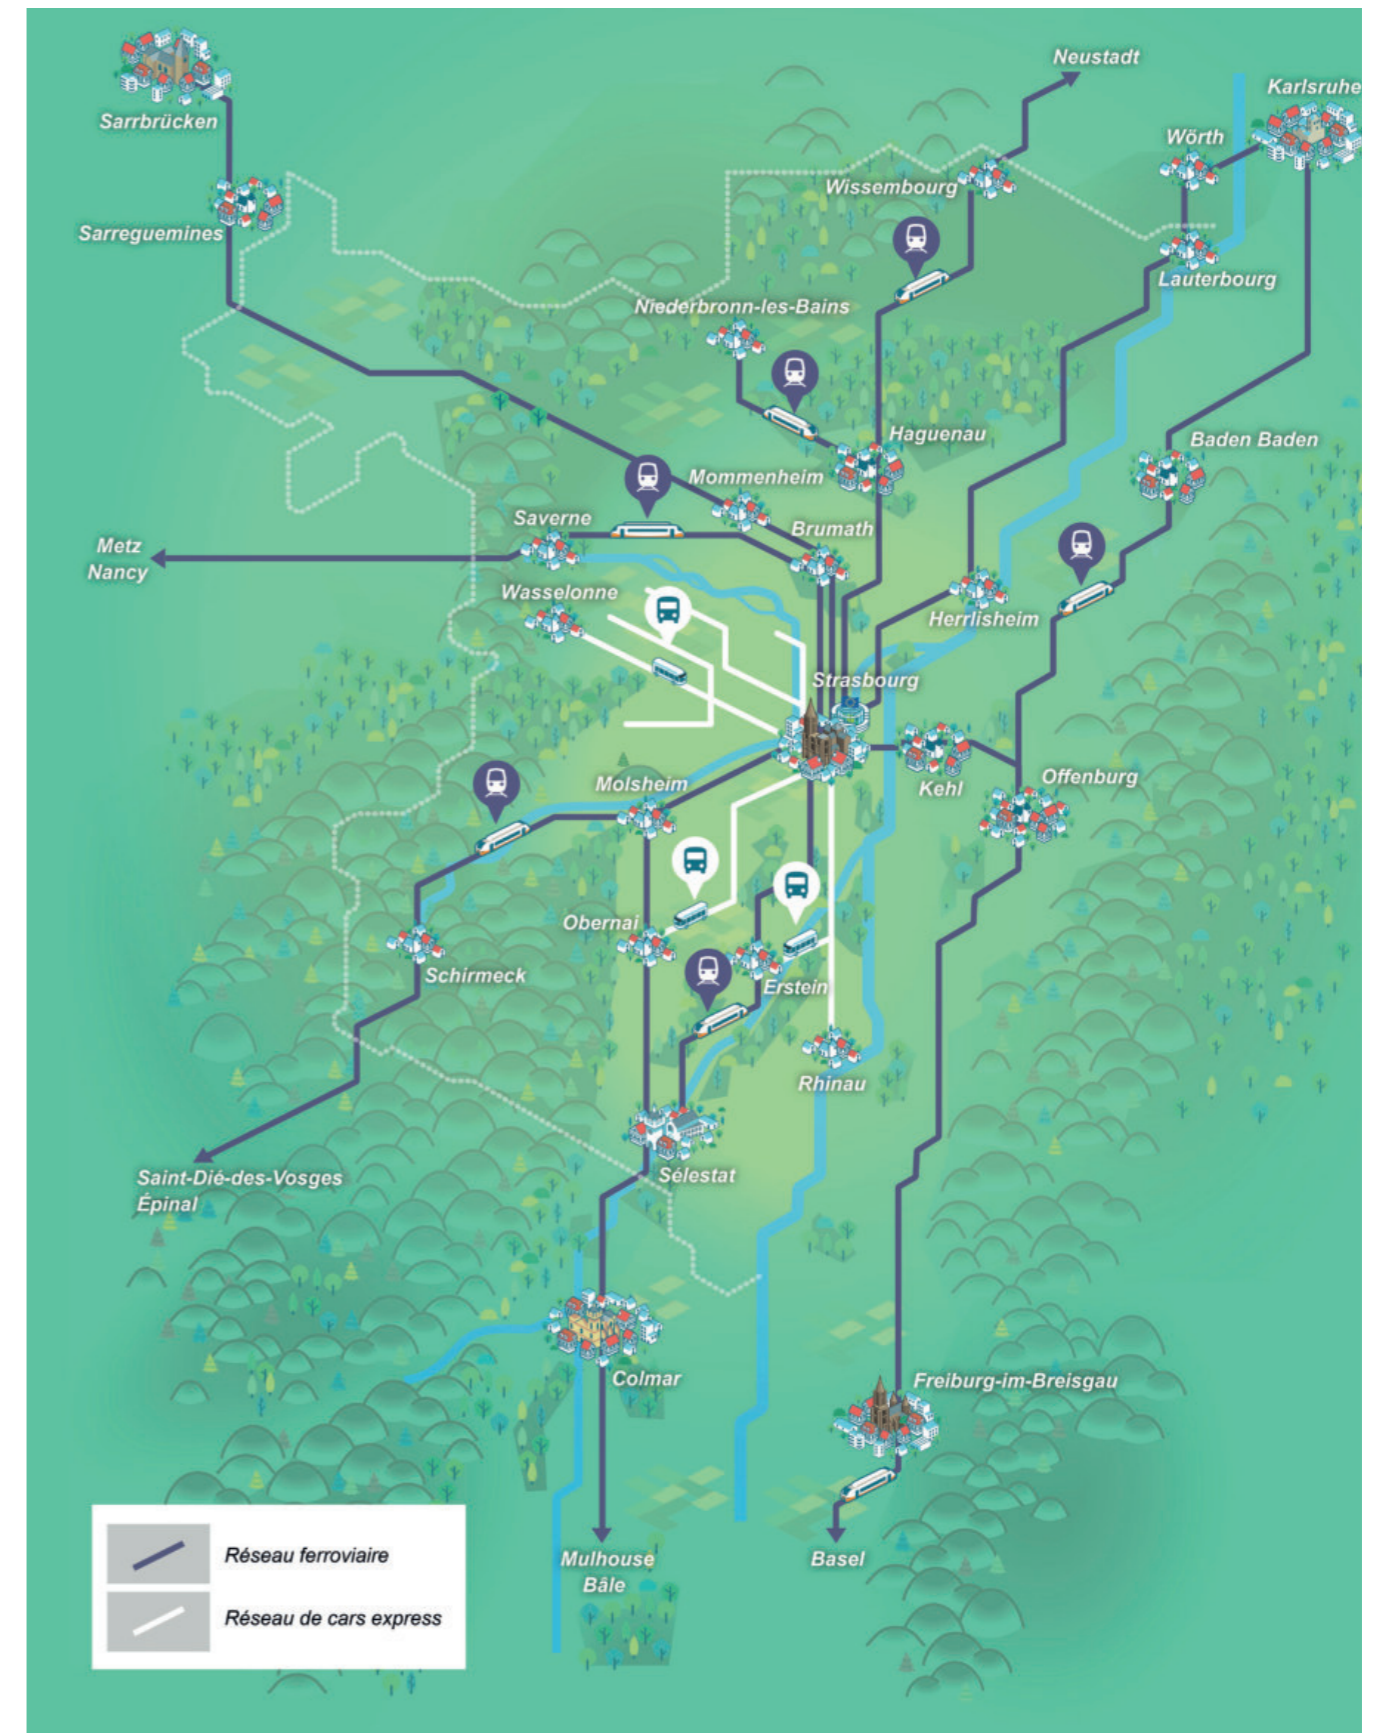 Neustadt
Karlsruhe
Sarrbrücken
Wörth
Wissembourg
Sarreguemines
Lauterbourg
Niederbronn-les-Bains
Haguenau
Baden Baden
Mommenheim
Saverne
Brumath
Metz
Nancy
Wasselonne
Herrlisheim
Strasbourg
Molsheim
Kehl
Offenburg
Obernai
Schirmeck
Erstein
Rhinau
Saint-Dié-des-Vosges
Épinal
Sélestat
Colmar
Freiburg-im-Breisgau
Mulhouse
Bâle
Basel
Réseau ferroviaire
Réseau de cars express